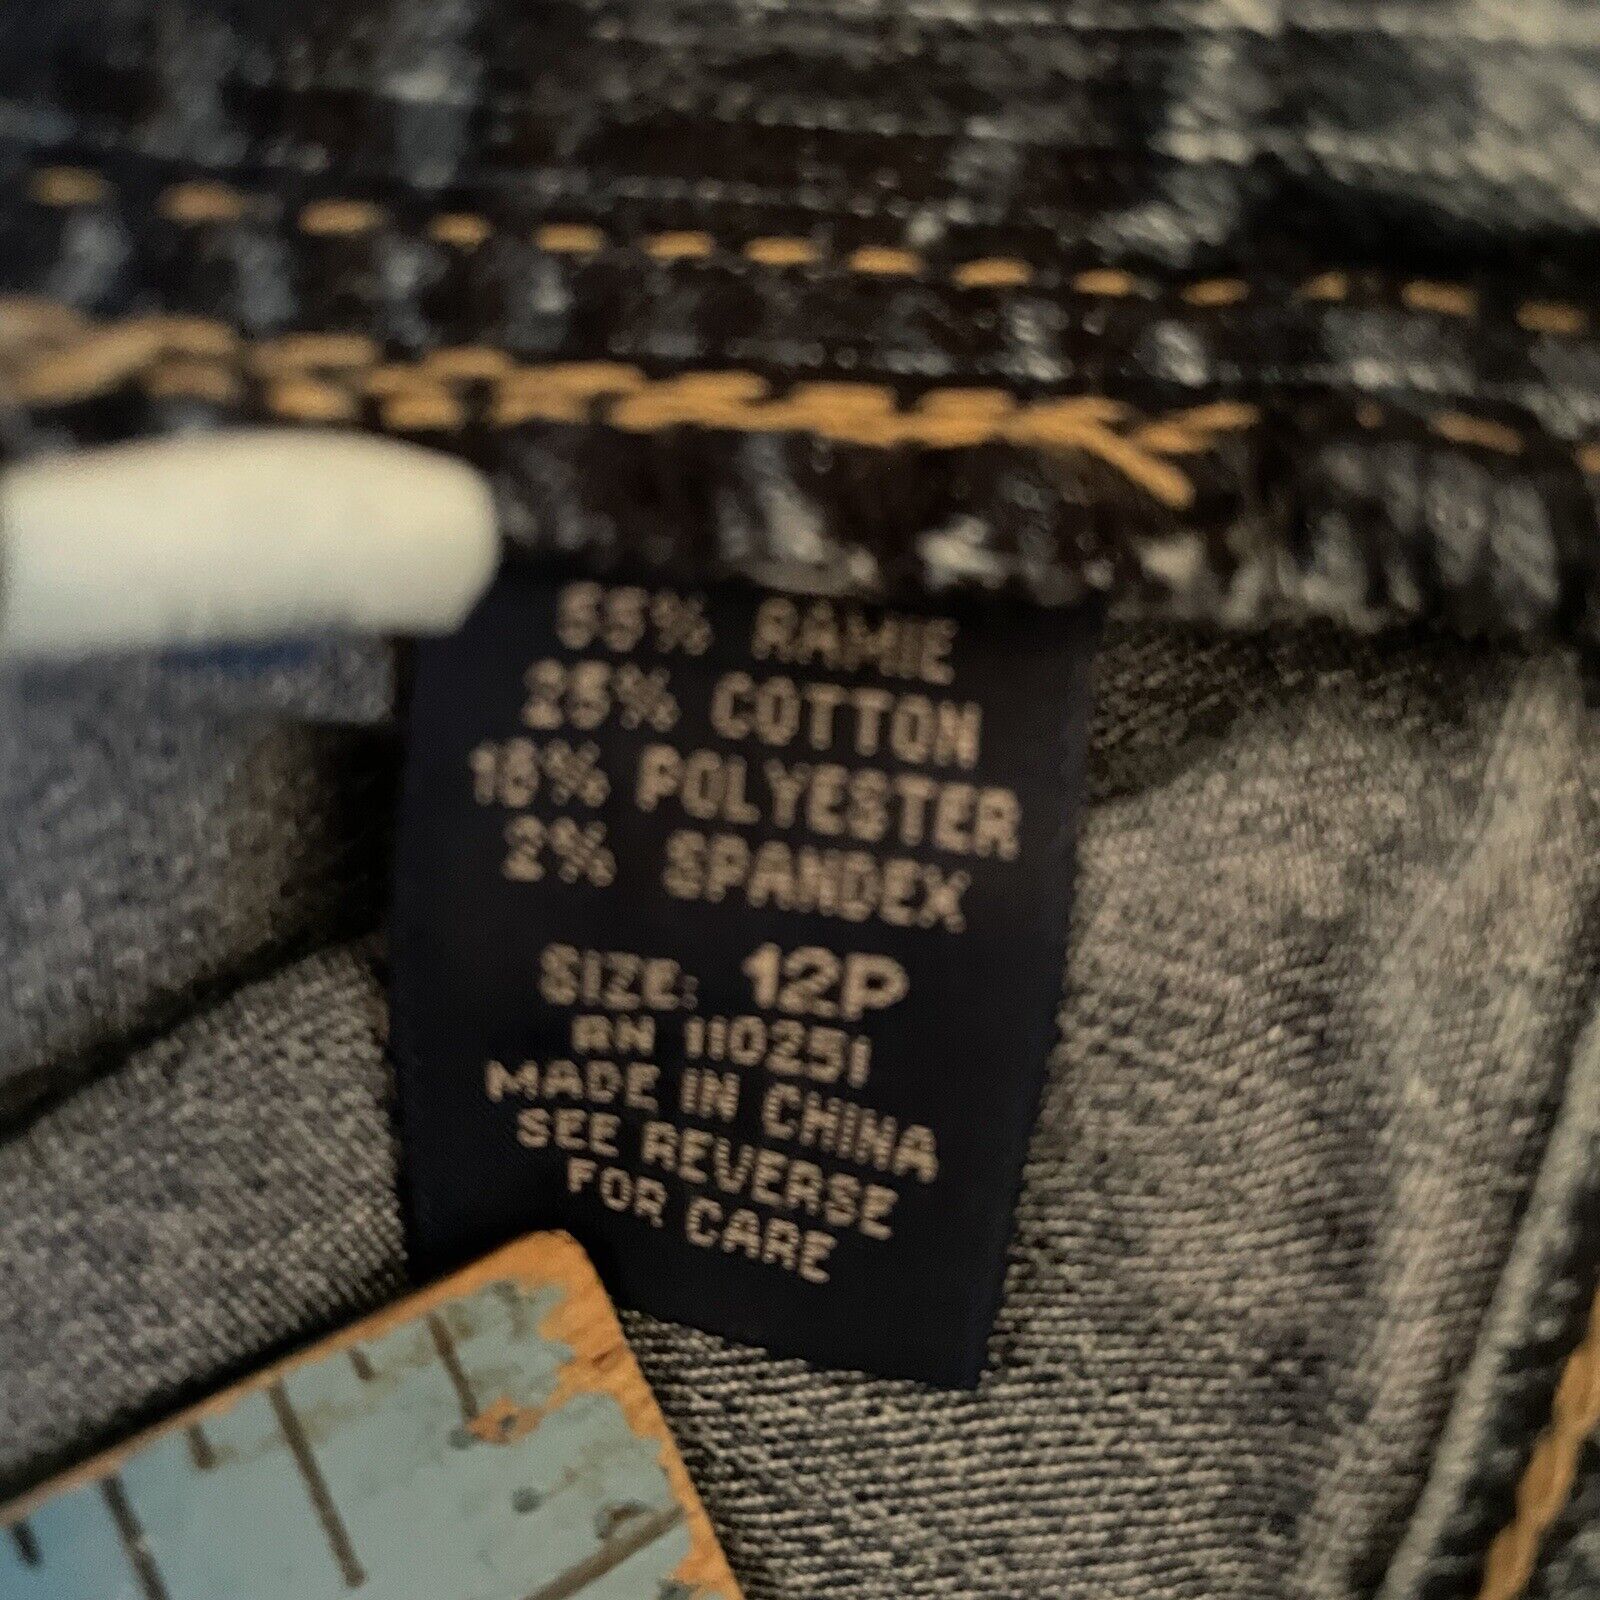 55% RAMIE
25% COTTON
18% POLYESTER
2% SPANDEX
SIZE: 12P
RN 110251
MADE IN CHINA
SEE REVERSE
FOR CARE